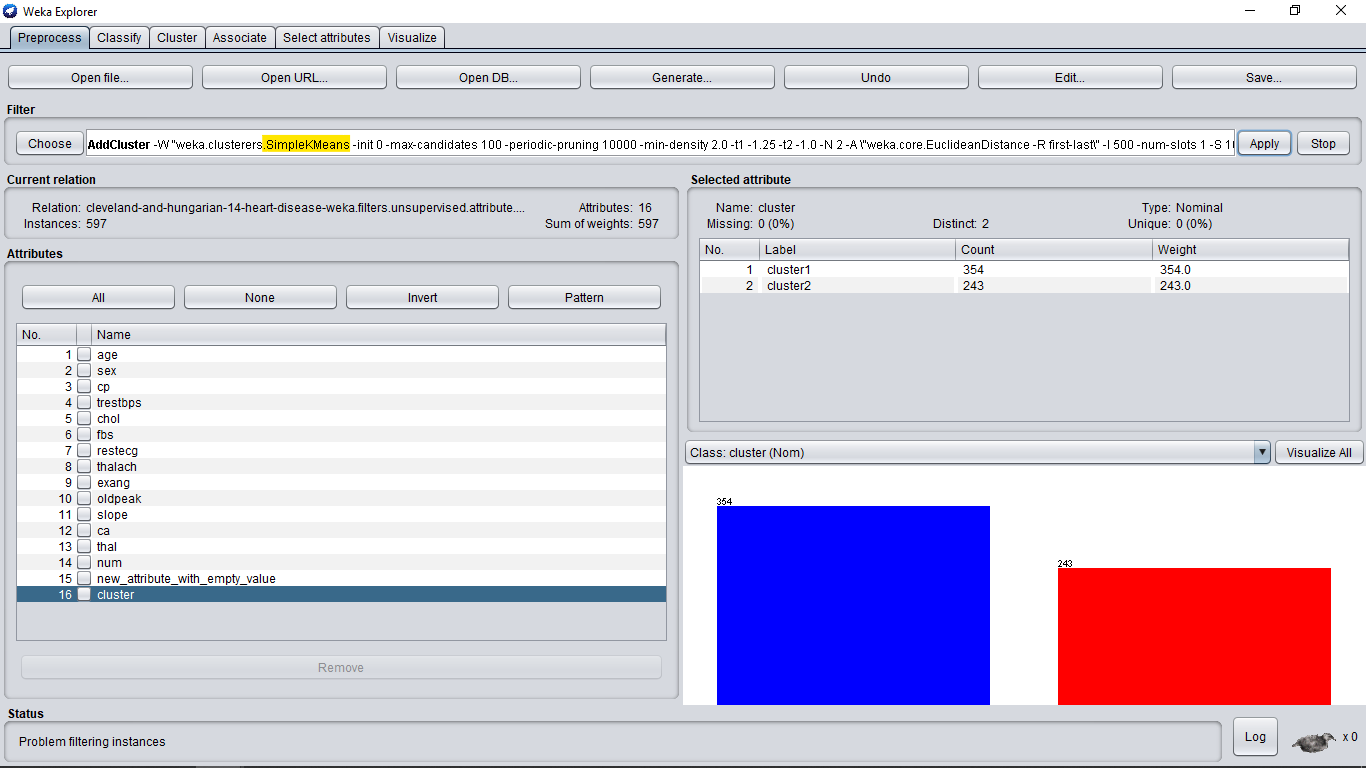 Weka Explorer
Preprocess Classify Cluster Associate Select attributes Visualize
Open file... Open URL... Open DB... Generate... Undo Edit... Save...
Filter
Choose AddCluster -W "weka.clusterers.SimpleKMeans -init 0 -max-candidates 100 -periodic-pruning 10000 -min-density 2.0 -t1 -1.25 -t2 -1.0 -N 2 -A \"weka.core.EuclideanDistance -R first-last\" -I 500 -num-slots 1 -S 10 Apply Stop
Current relation
Relation: cleveland-and-hungarian-14-heart-disease-weka.filters.unsupervised.attribute.... Attributes: 16
Instances: 597 Sum of weights: 597
Attributes
All None Invert Pattern
No. Name
1 age
2 sex
3 cp
4 trestbps
5 chol
6 fbs
7 restecg
8 thalach
9 exang
10 oldpeak
11 slope
12 ca
13 thal
14 num
15 new_attribute_with_empty_value
16 cluster
Remove
Selected attribute
Name: cluster Type: Nominal
Missing: 0 (0%) Distinct: 2 Unique: 0 (0%)
No. Label Count Weight
1 cluster1 354 354.0
2 cluster2 243 243.0
Class: cluster (Nom) Visualize All
354
243
Status
Problem filtering instances
Log x 0